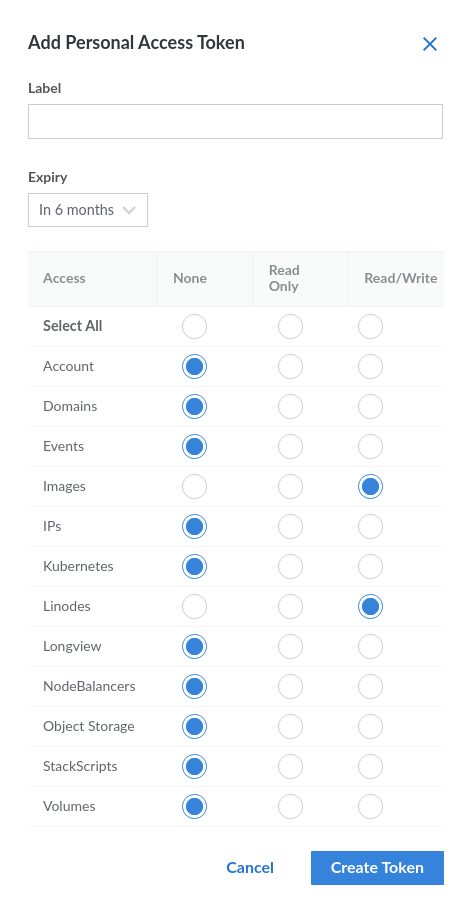 Add Personal Access Token
Label
Expiry
In 6 months
Access None Read Only Read/Write
Select All
Account
Domains
Events
Images
IPs
Kubernetes
Linodes
Longview
NodeBalancers
Object Storage
StackScripts
Volumes
Cancel Create Token